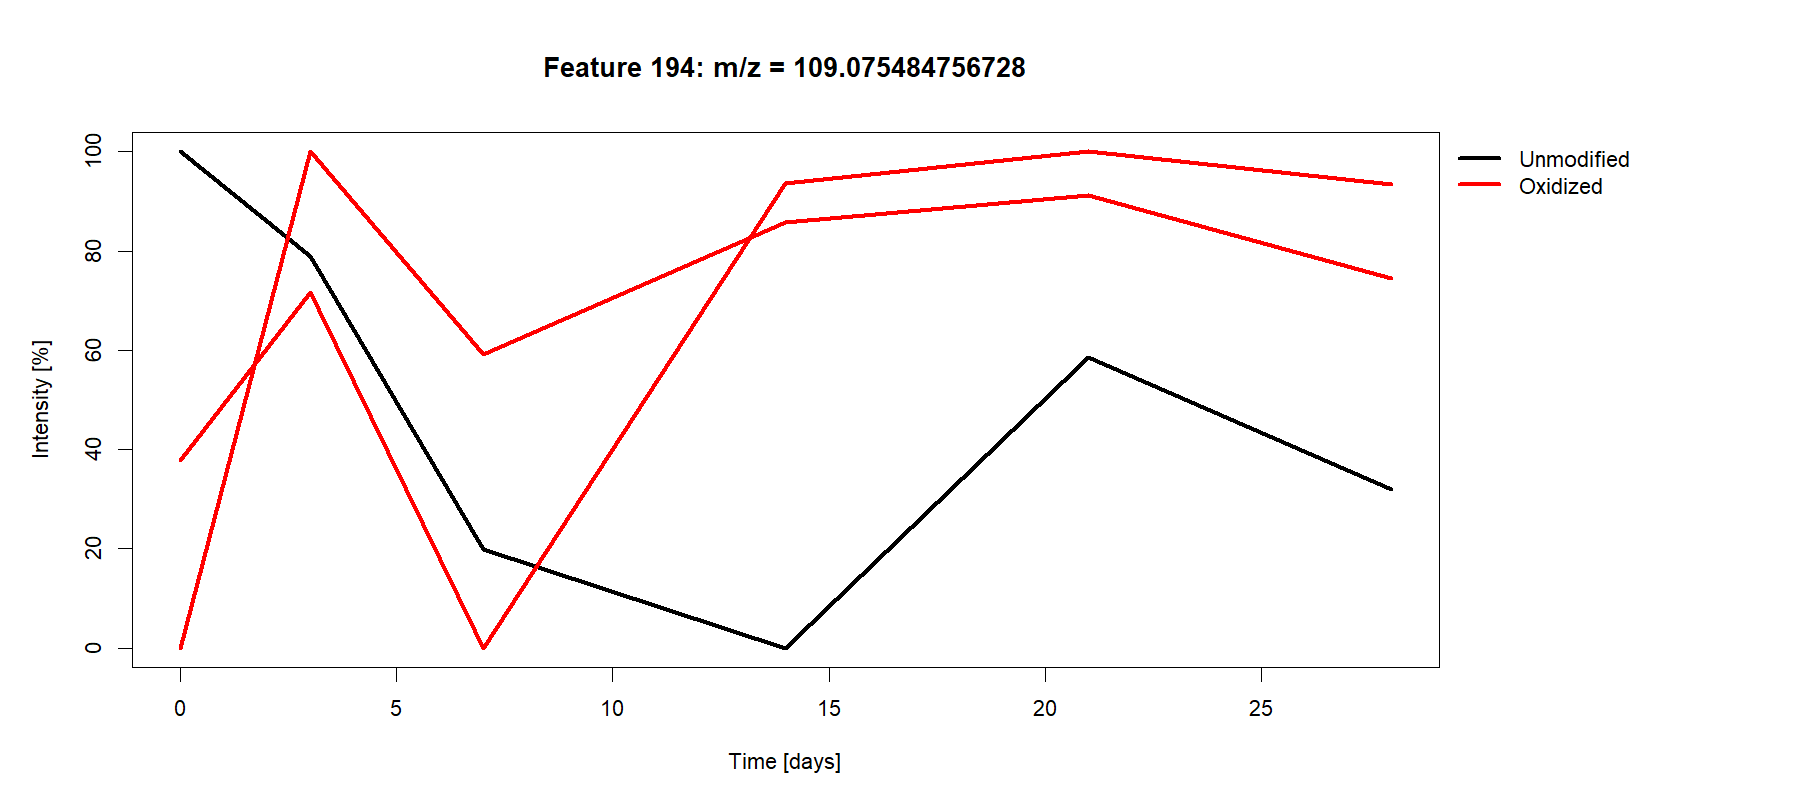 Feature 194: m/z = 109.075484756728
Unmodified
Oxidized
Intensity [%]
100
80
60
40
20
0
0 5 10 15 20 25
Time [days]